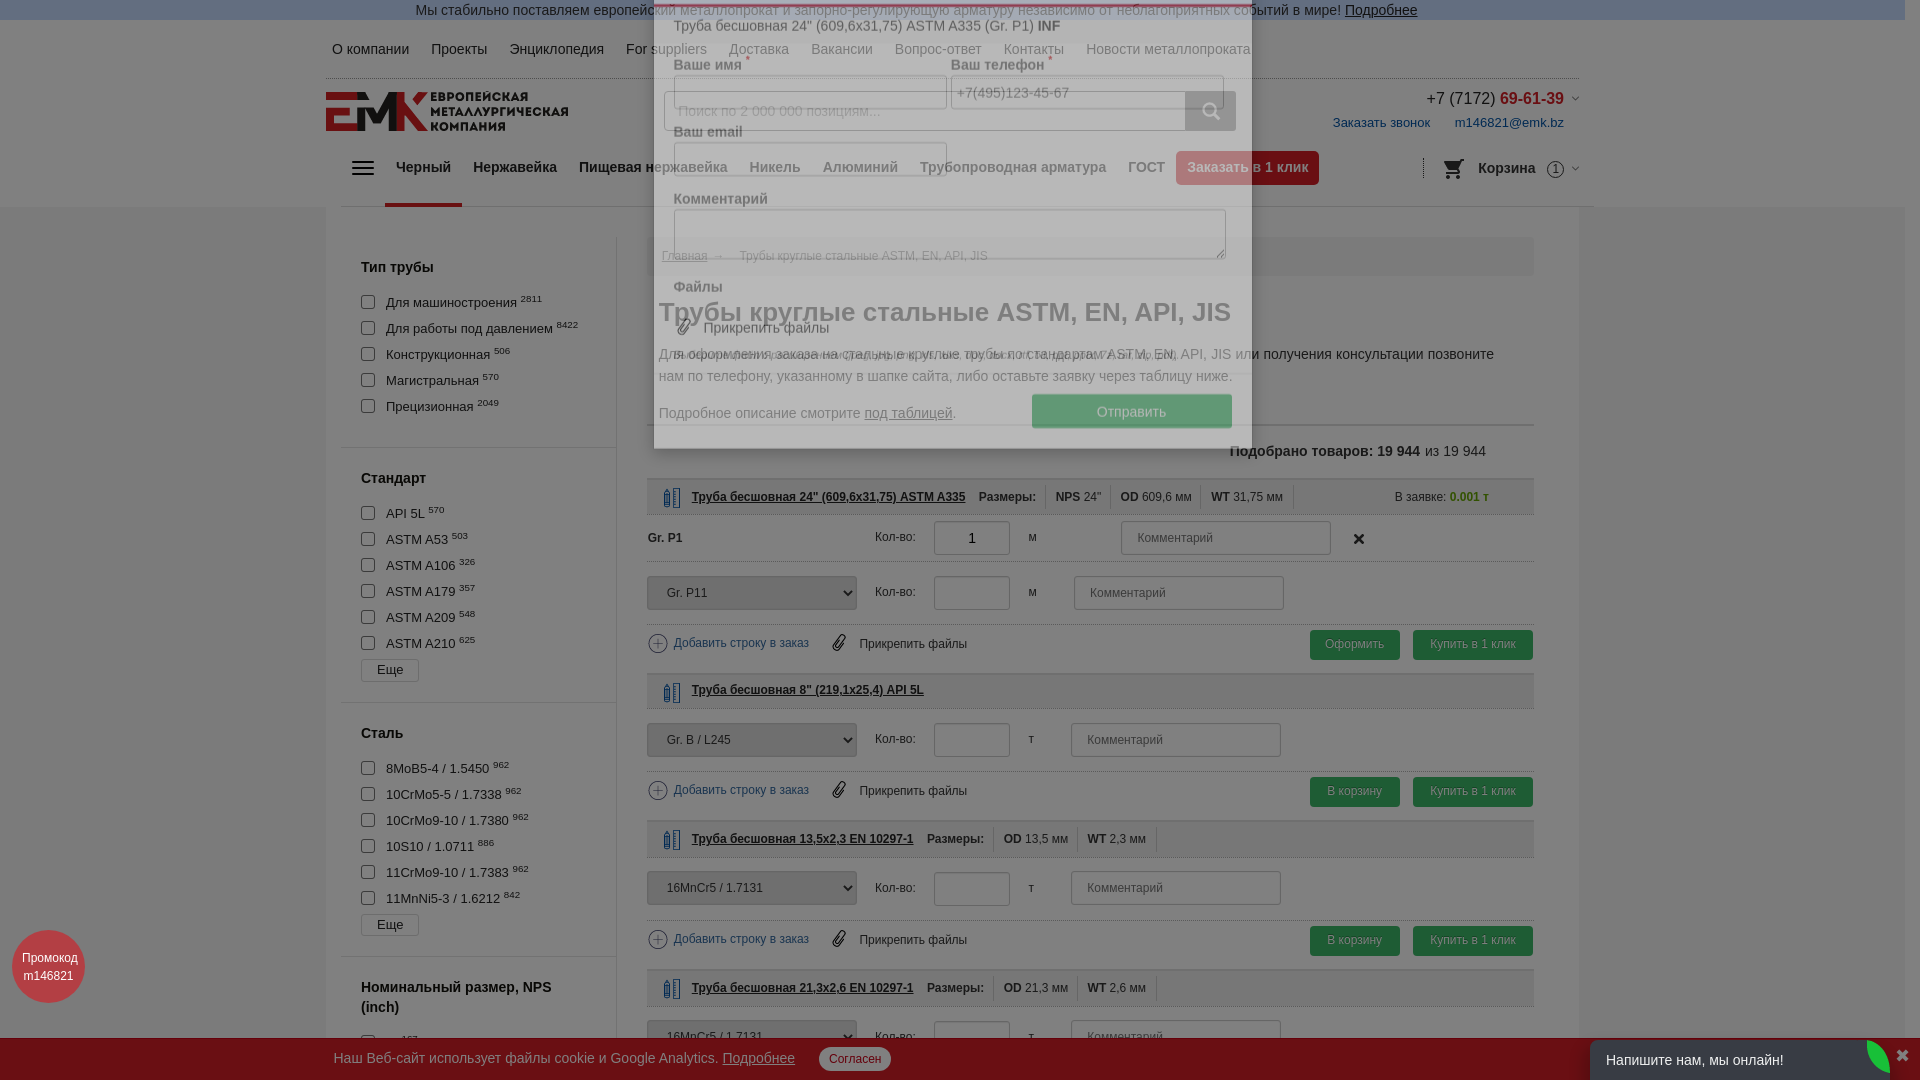 Мы стабильно поставляем европейский металлопрокат и запорно-регулирующую арматуру независимо от неблагоприятных событий в мире! Подробнее
Труба бесшовная 24" (609,6x31,75) ASTM A335 (Gr. P1) INF
О компании Проекты Энциклопедия For suppliers Доставка Вакансии Вопрос-ответ Контакты Новости металлопроката
Ваше имя * Ваш телефон *
+7(495)123-45-67
ЕВРОПЕЙСКАЯ
МЕТАЛЛУРГИЧЕСКАЯ
КОМПАНИЯ
Поиск по 2 000 000 позициям...
+7 (7172) 69-61-39
Заказать звонок m146821@emk.bz
Ваш email
Черный Нержавейка Пищевая нержавейка Никель Алюминий Трубопроводная арматура ГОСТ Заказать в 1 клик Корзина 1
Комментарий
Главная → Трубы круглые стальные ASTM, EN, API, JIS
Файлы
Трубы круглые стальные ASTM, EN, API, JIS
Прикрепить файлы
Для оформления заказа на стальные круглые трубы по стандартам ASTM, EN, API, JIS или получения консультации позвоните
нам по телефону, указанному в шапке сайта, либо оставьте заявку через таблицу ниже.
Подробное описание смотрите под таблицей.
Отправить
Подобрано товаров: 19 944 из 19 944
Тип трубы
Для машиностроения 2811
Для работы под давлением 8422
Конструкционная 506
Магистральная 570
Прецизионная 2049
Стандарт
API 5L 570
ASTM A53 503
ASTM A106 326
ASTM A179 357
ASTM A209 548
ASTM A210 625
Еще
Сталь
8MoB5-4 / 1.5450 962
10CrMo5-5 / 1.7338 962
10CrMo9-10 / 1.7380 962
10S10 / 1.0711 886
11CrMo9-10 / 1.7383 962
11MnNi5-3 / 1.6212 842
Еще
Номинальный размер, NPS
(inch)
Труба бесшовная 24" (609,6x31,75) ASTM A335 Размеры: NPS 24" OD 609,6 мм WT 31,75 мм В заявке: 0.001 т
Gr. P1 Кол-во: 1 м Комментарий
Gr. P11 Кол-во: м Комментарий
Добавить строку в заказ Прикрепить файлы Оформить Купить в 1 клик
Труба бесшовная 8" (219,1x25,4) API 5L
Gr. B / L245 Кол-во: т Комментарий
Добавить строку в заказ Прикрепить файлы В корзину Купить в 1 клик
Труба бесшовная 13,5x2,3 EN 10297-1 Размеры: OD 13,5 мм WT 2,3 мм
16MnCr5 / 1.7131 Кол-во: т Комментарий
Добавить строку в заказ Прикрепить файлы В корзину Купить в 1 клик
Труба бесшовная 21,3x2,6 EN 10297-1 Размеры: OD 21,3 мм WT 2,6 мм
16MnCr5 / 1.7131 Кол-во: т Комментарий
Промокод
m146821
Наш Веб-сайт использует файлы cookie и Google Analytics. Подробнее Согласен
Напишите нам, мы онлайн!